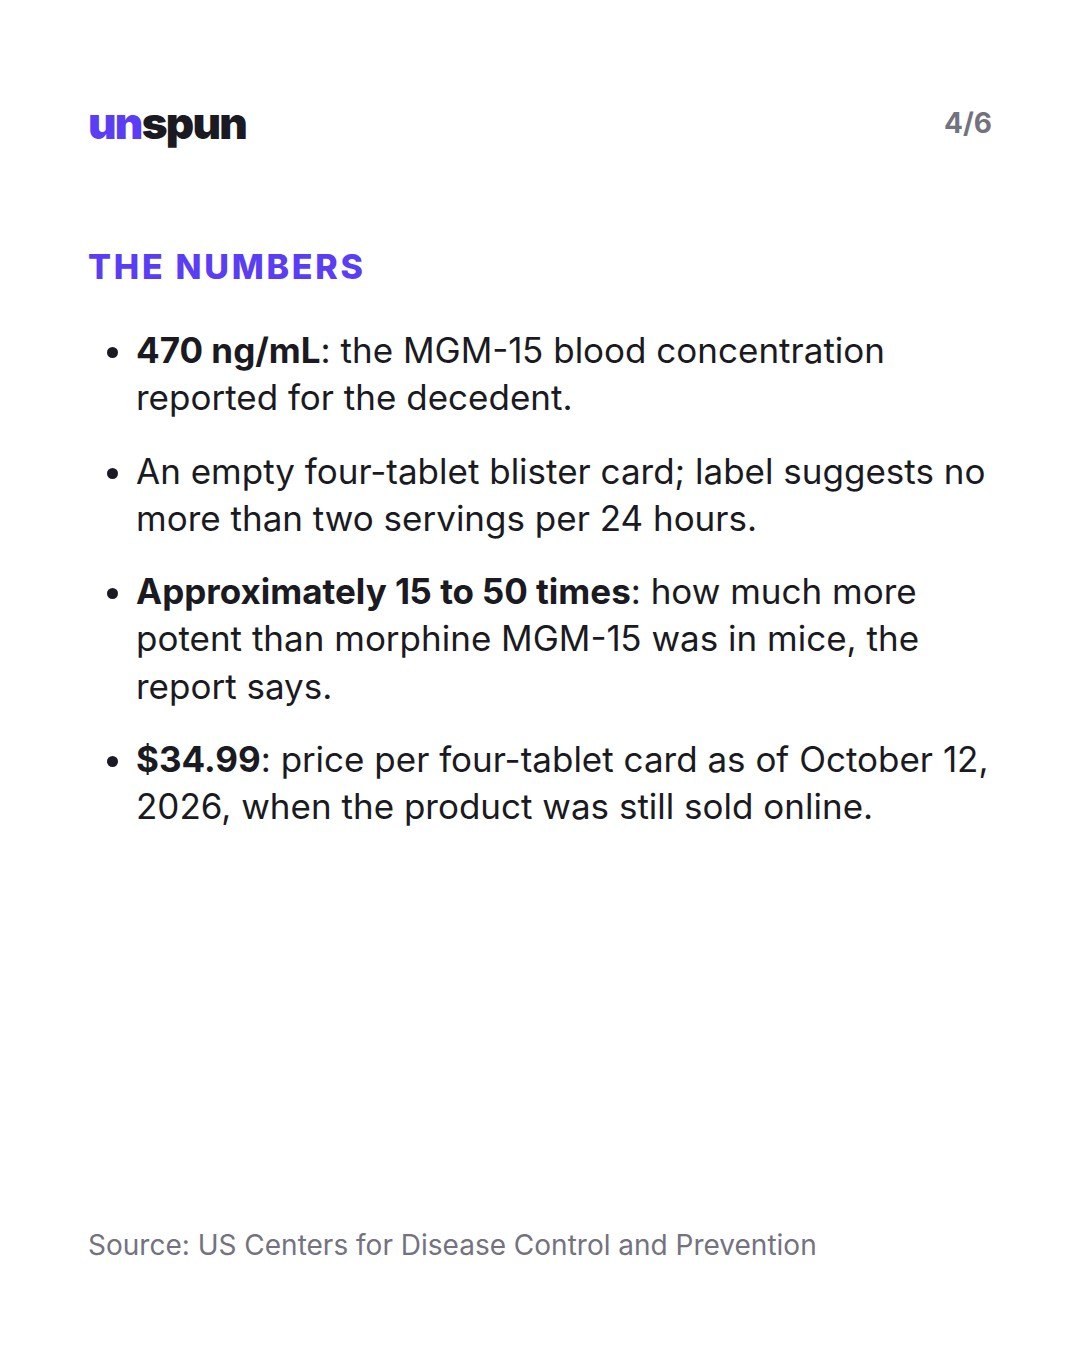 unspun
4/6
THE NUMBERS
• 470 ng/mL: the MGM-15 blood concentration
reported for the decedent.
• An empty four-tablet blister card; label suggests no
more than two servings per 24 hours.
• Approximately 15 to 50 times: how much more
potent than morphine MGM-15 was in mice, the
report says.
• $34.99: price per four-tablet card as of October 12,
2026, when the product was still sold online.
Source: US Centers for Disease Control and Prevention